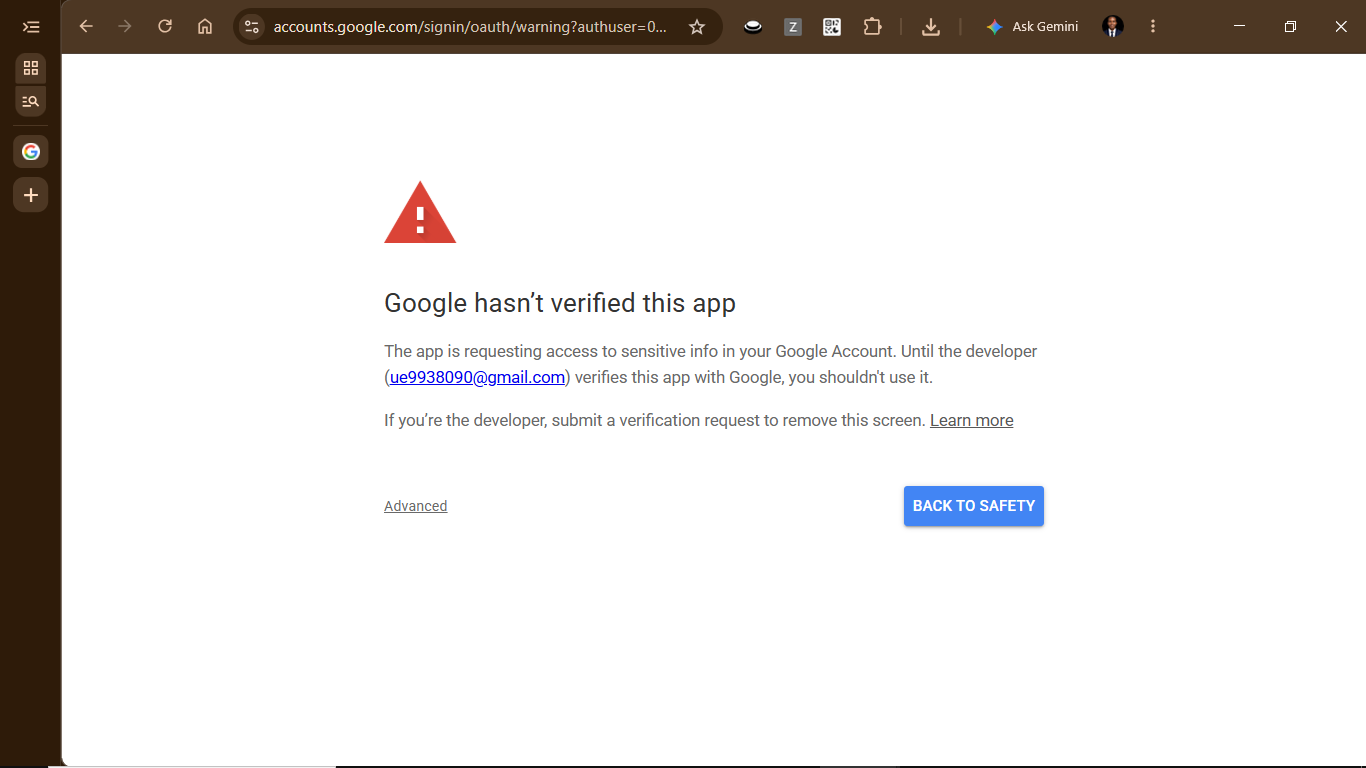 accounts.google.com/signin/oauth/warning?authuser=0...
Z
Ask Gemini
Google hasn’t verified this app
The app is requesting access to sensitive info in your Google Account. Until the developer
(ue9938090@gmail.com) verifies this app with Google, you shouldn't use it.
If you’re the developer, submit a verification request to remove this screen. Learn more
Advanced
BACK TO SAFETY